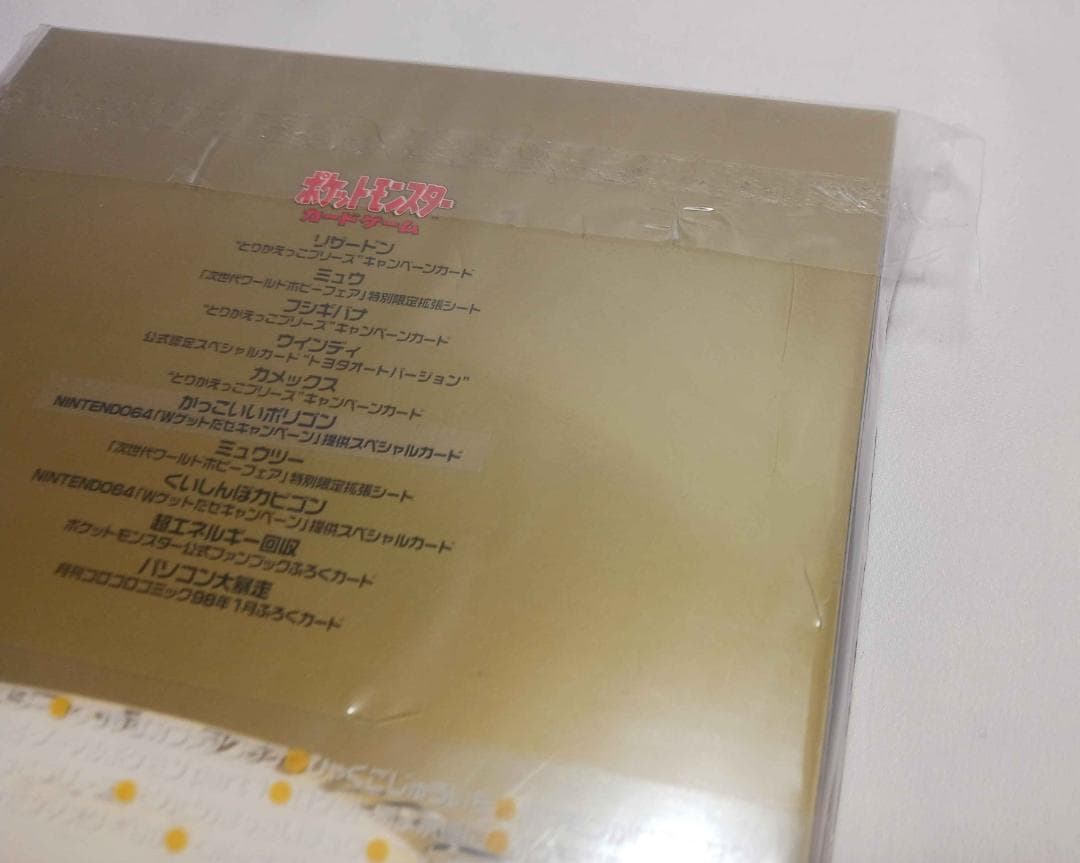 ポケットモンスター
カードゲーム
リザードン
"とりかえっこプリーズ"キャンペーンカード
ミュウ
「次世代ワールドホビーフェア」特別限定拡張シート
フシギバナ
"とりかえっこプリーズ"キャンペーンカード
ウインディ
公式認定スペシャルカード"トヨタオートバージョン"
カメックス
"とりかえっこプリーズ"キャンペーンカード
かっこいいポリゴン
NINTENDO64「Wゲットだぜキャンペーン」提供スペシャルカード
ミュウツー
「次世代ワールドホビーフェア」特別限定拡張シート
くいしんぼカビゴン
NINTENDO64「Wゲットだぜキャンペーン」提供スペシャルカード
超エネルギー回収
ポケットモンスター公式ファンブックふろくカード
パソコン大暴走
月刊コロコロコミック98年1月ふろくカード